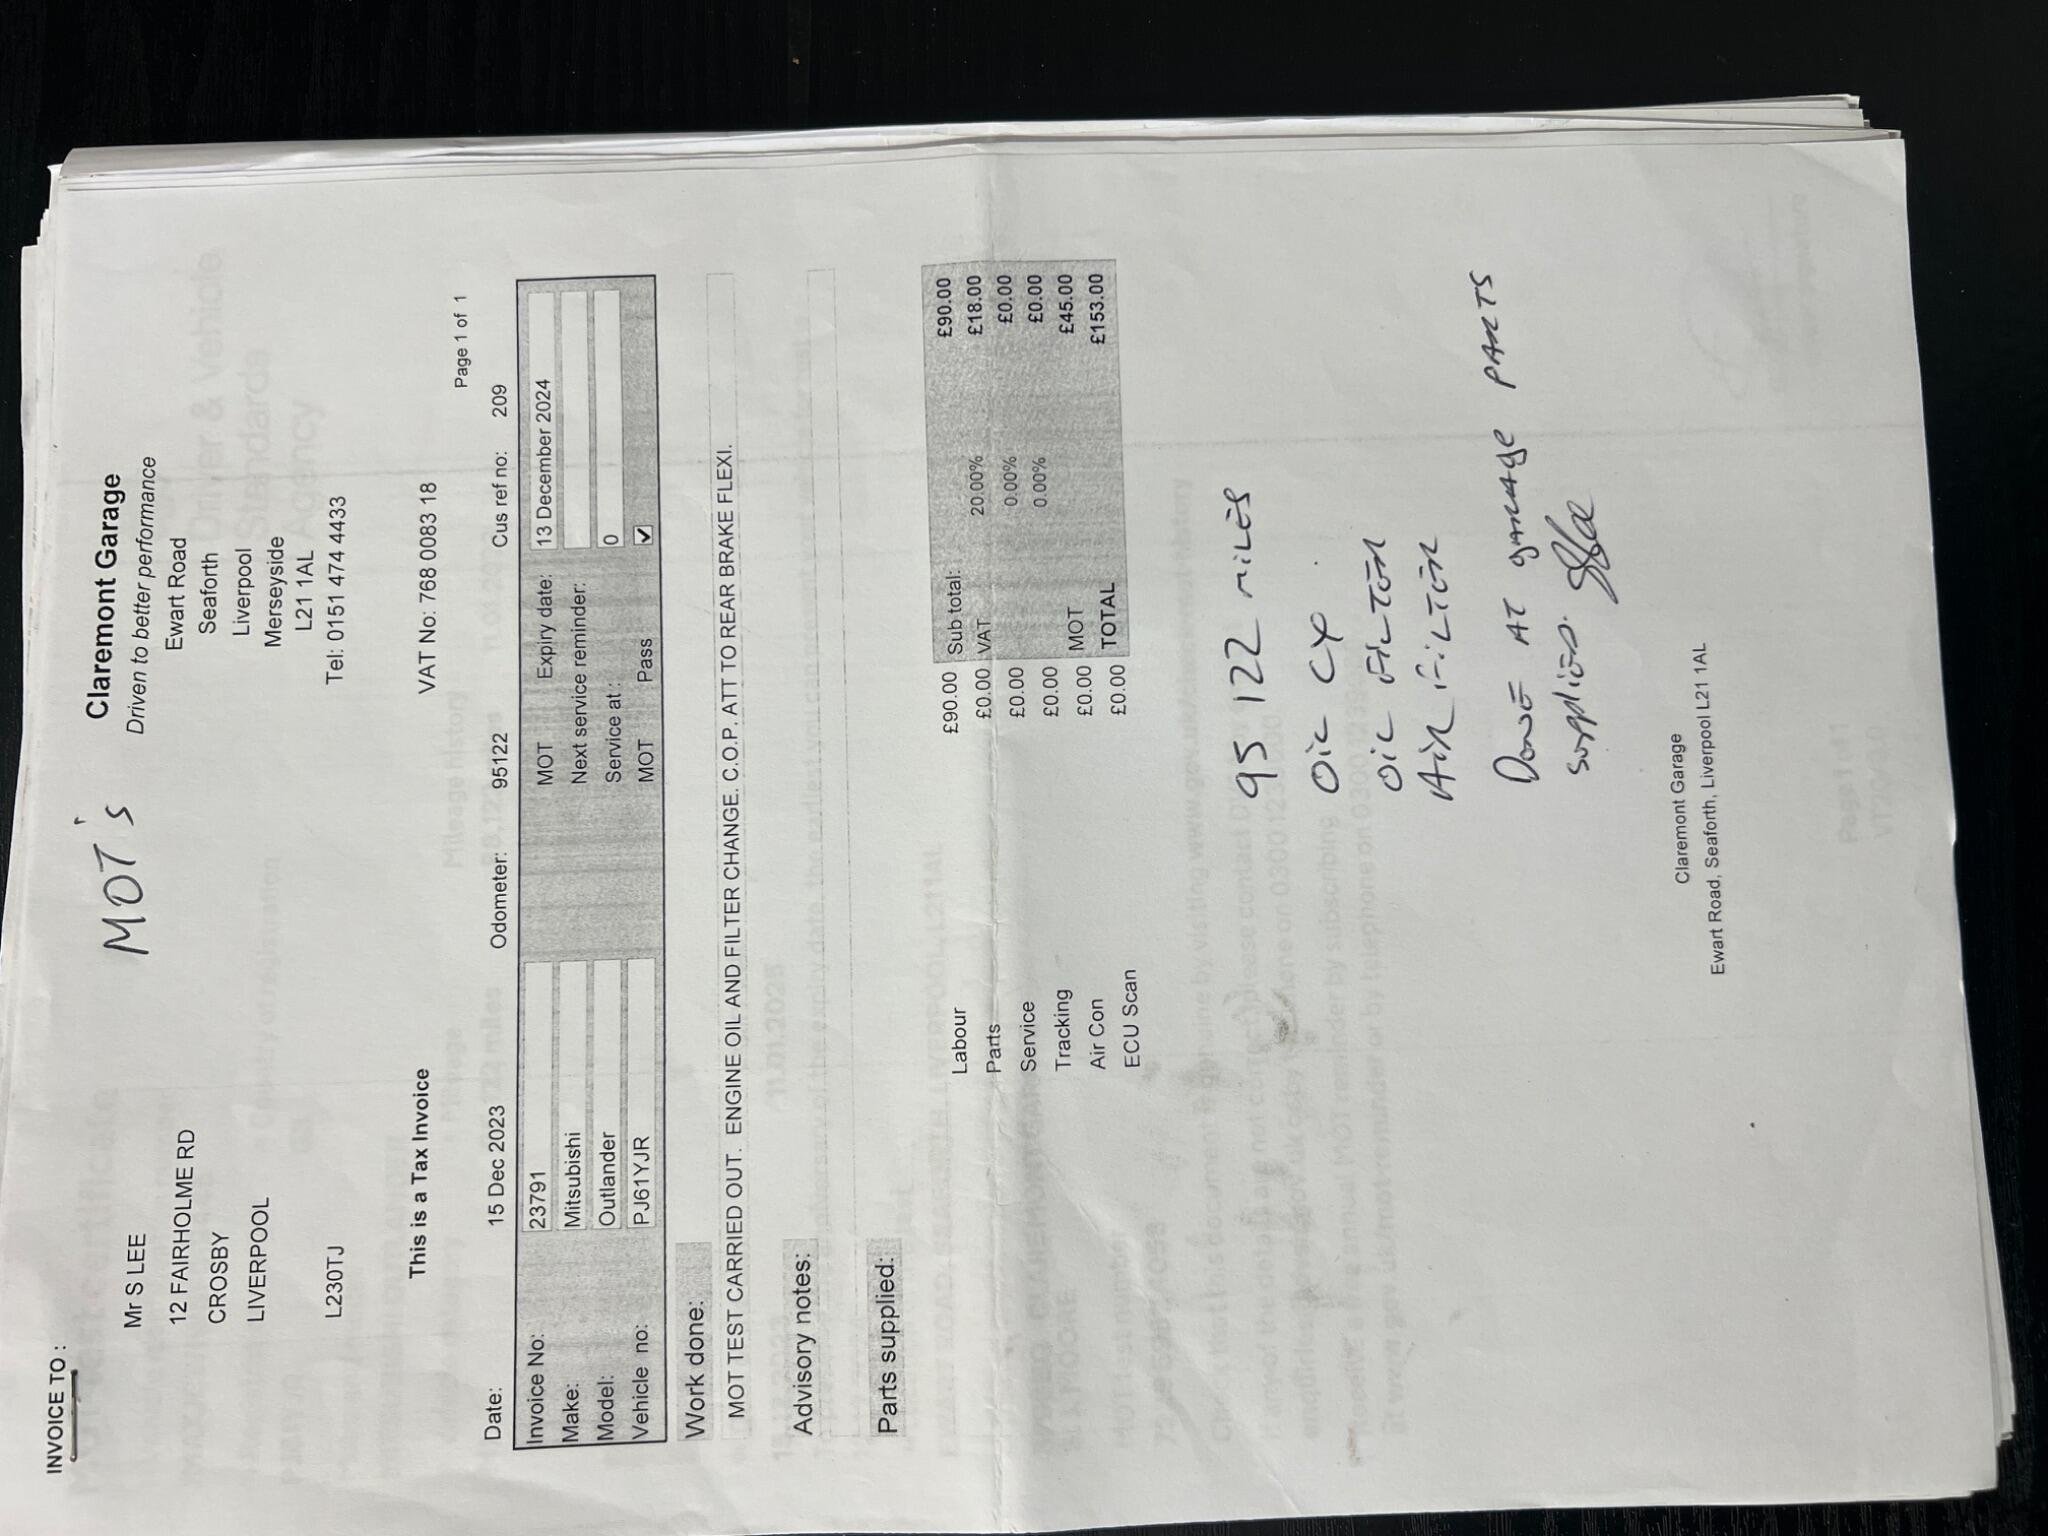 INVOICE TO :
MOT's
Mr S LEE
12 FAIRHOLME RD
CROSBY
LIVERPOOL
L230TJ
Claremont Garage
Driven to better performance
Ewart Road
Seaforth
Liverpool
Merseyside
L21 1AL
Tel: 0151 474 4433
This is a Tax Invoice
VAT No: 768 0083 18
Page 1 of 1
Date: 15 Dec 2023 Odometer: 95122 Cus ref no: 209
Invoice No: 23791 MOT Expiry date: 13 December 2024
Make: Mitsubishi Next service reminder:
Model: Outlander Service at : 0
Vehicle no: PJ61YJR MOT Pass ✓
Work done:
MOT TEST CARRIED OUT. ENGINE OIL AND FILTER CHANGE. C.O.P. ATT TO REAR BRAKE FLEXI.
Advisory notes:
Parts supplied:
Labour £90.00 Sub total: £90.00
Parts £0.00 VAT 20.00% £18.00
Service £0.00 0.00% £0.00
Tracking £0.00 0.00% £0.00
Air Con £0.00 MOT £45.00
ECU Scan £0.00 TOTAL £153.00
95122 MILES
OIL
OIL FILTER
AIR FILTER
DONE AT GARAGE PARTS
supplied.
Claremont Garage
Ewart Road, Seaforth, Liverpool L21 1AL